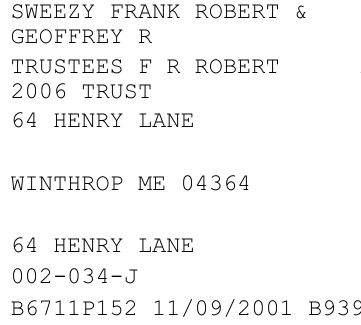 SWEEZY FRANK ROBERT &
GEOFFREY R
TRUSTEES F R ROBERT
2006 TRUST
64 HENRY LANE
WINTHROP ME 04364
64 HENRY LANE
002-034-J
B6711P152 11/09/2001 B939